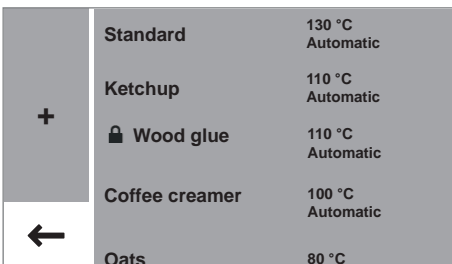 +
Standard
130 °C
Automatic
Ketchup
110 °C
Automatic
Wood glue
110 °C
Automatic
Coffee creamer
100 °C
Automatic
Oats
80 °C